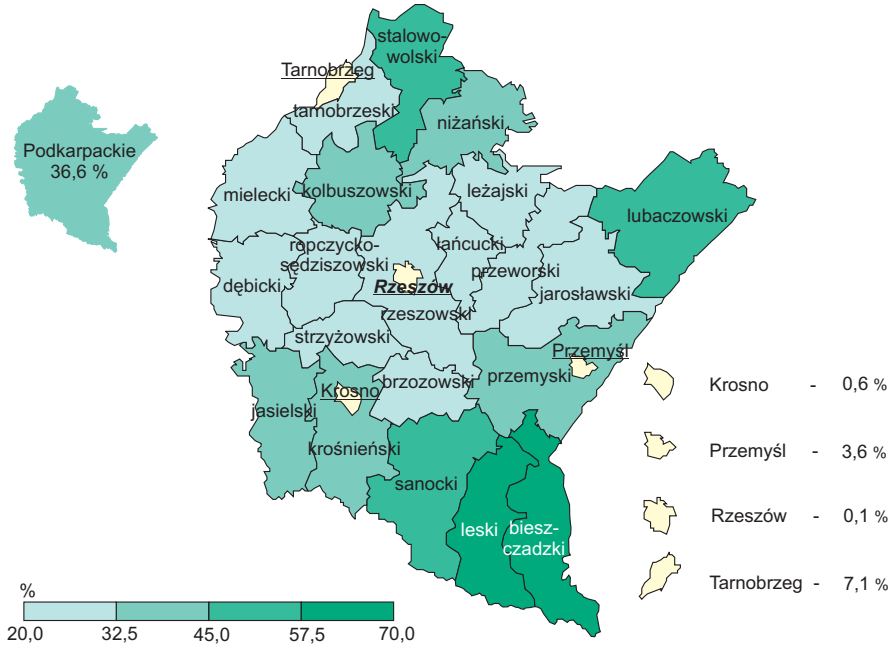 stalowo-
wolski
Tarnobrzeg
tarnobrzeski
niżański
Podkarpackie
36,6 %
mielecki
kolbuszowski
leżajski
lubaczowski
ropczycko-
sędziszowski
łańcucki
przeworski
dębicki
Rzeszów
jarosławski
rzeszowski
strzyżowski
Przemyśl
brzozowski
przemyski
Krosno
jasielski
krośnieński
sanocki
leski
biesz-
czadzki
Krosno - 0,6 %
Przemyśl - 3,6 %
Rzeszów - 0,1 %
Tarnobrzeg - 7,1 %
%
20,0 32,5 45,0 57,5 70,0